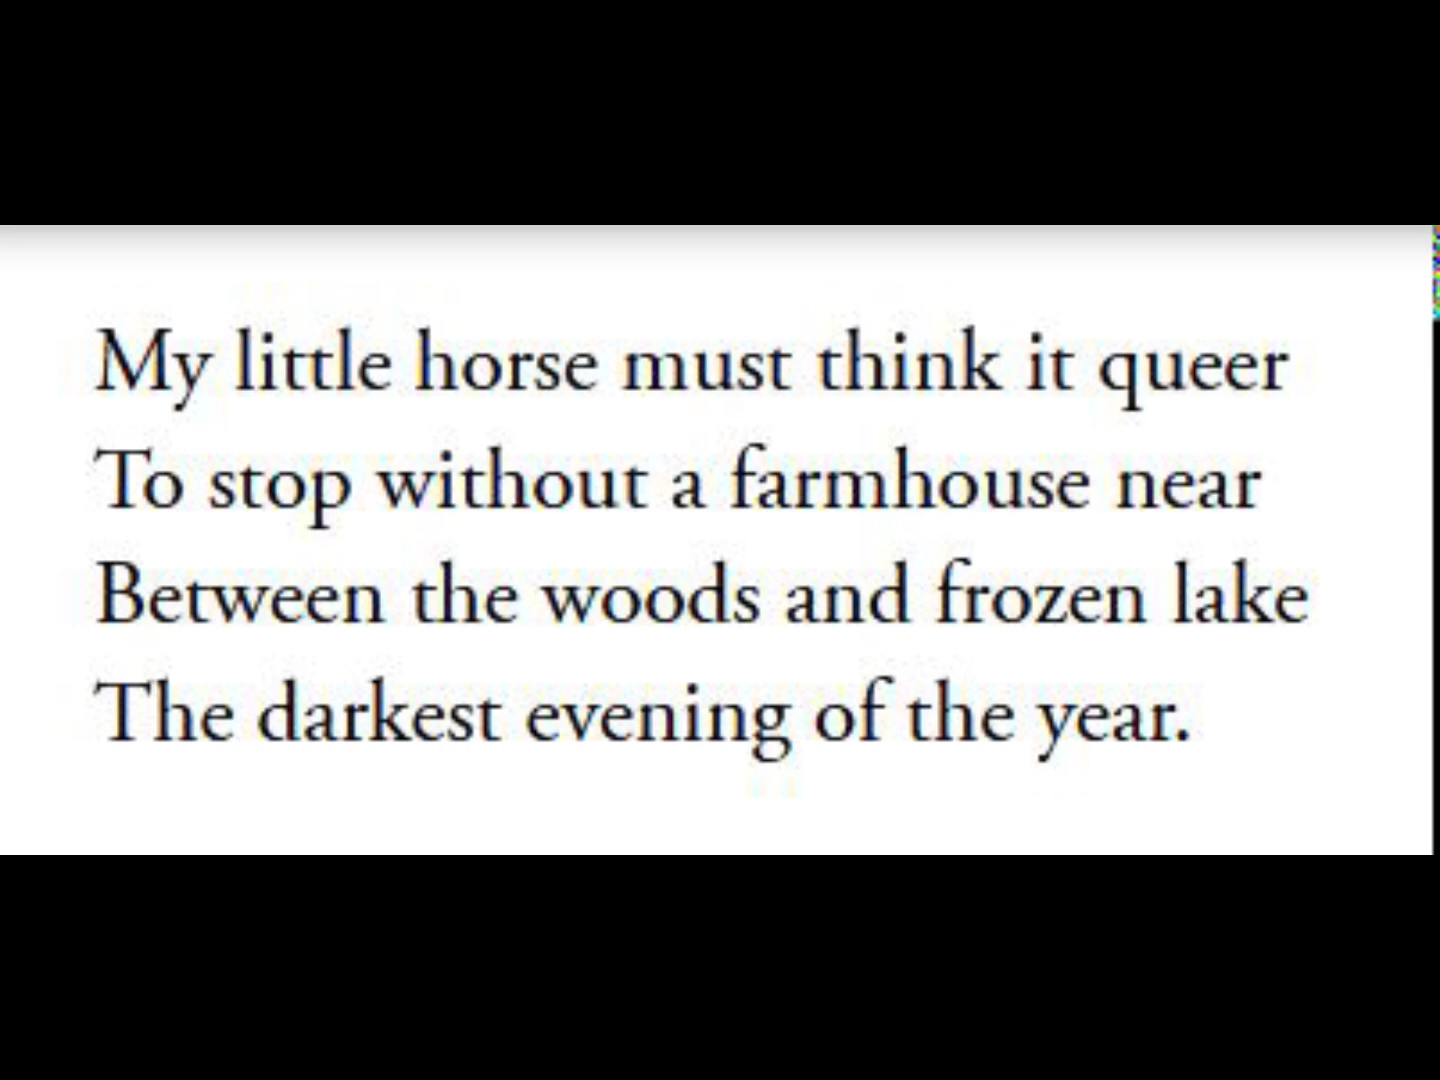 My little horse must think it queer
To stop without a farmhouse near
Between the woods and frozen lake
The darkest evening of the year.